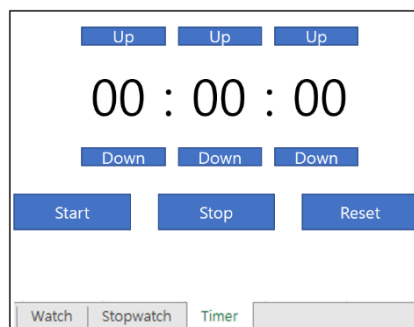 Up Up Up
00 : 00 : 00
Down Down Down
Start Stop Reset
Watch Stopwatch Timer